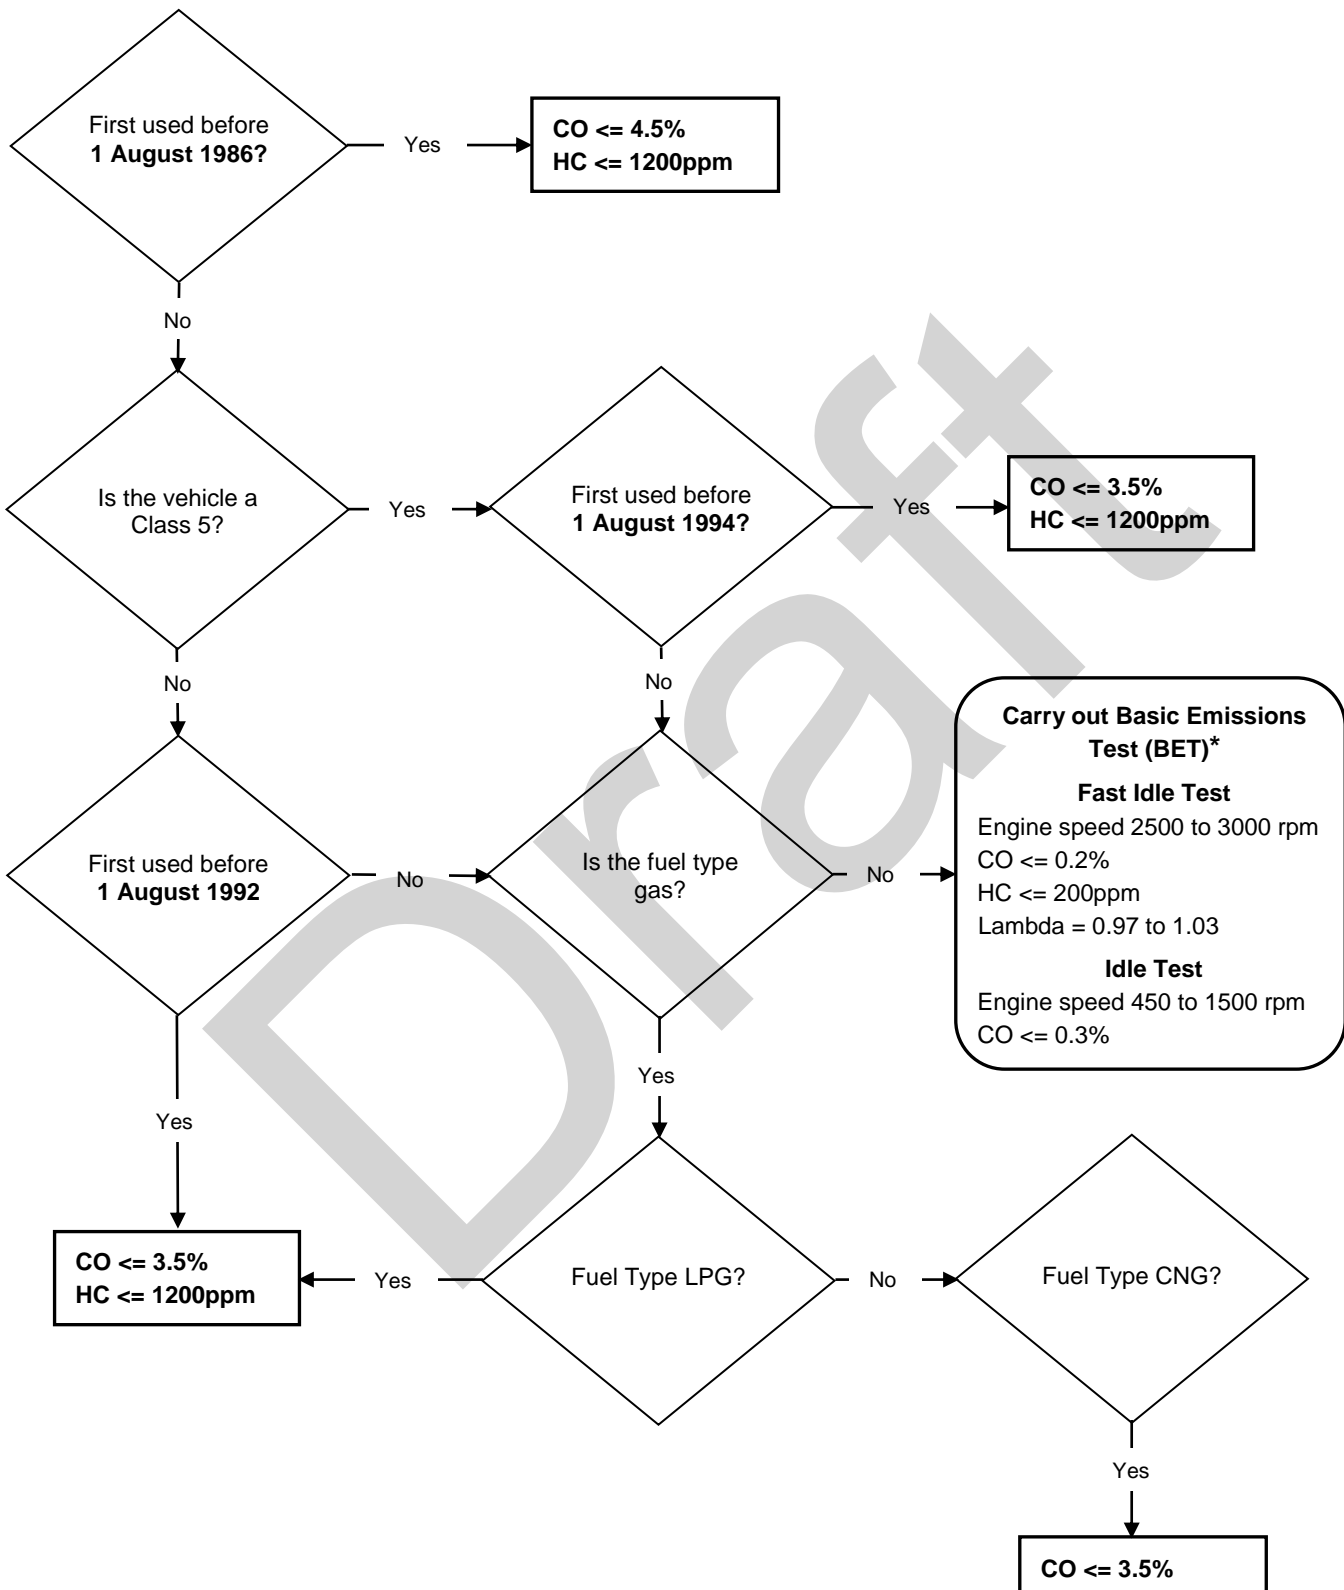 First used before
1 August 1986?
Yes
CO <= 4.5%
HC <= 1200ppm
No
Is the vehicle a
Class 5?
Yes
First used before
1 August 1994?
Yes
CO <= 3.5%
HC <= 1200ppm
No
No
Carry out Basic Emissions
Test (BET)*
Fast Idle Test
Engine speed 2500 to 3000 rpm
CO <= 0.2%
HC <= 200ppm
Lambda = 0.97 to 1.03
Idle Test
Engine speed 450 to 1500 rpm
CO <= 0.3%
First used before
1 August 1992
No
Is the fuel type
gas?
No
Yes
Yes
CO <= 3.5%
HC <= 1200ppm
Yes
Fuel Type LPG?
No
Fuel Type CNG?
Yes
CO <= 3.5%
Draft